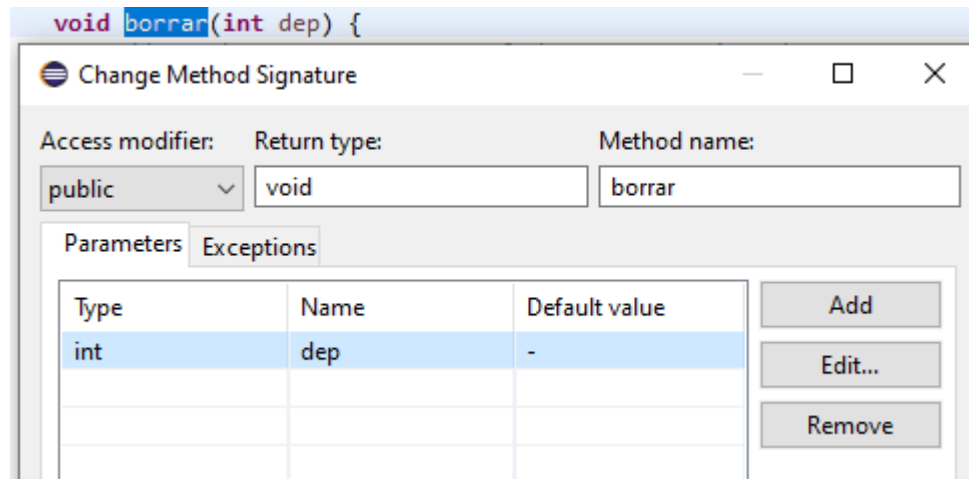 void borrar(int dep) {
Change Method Signature
Access modifier: Return type: Method name:
public void borrar
Parameters Exceptions
Type Name Default value Add
int dep -
Edit...
Remove